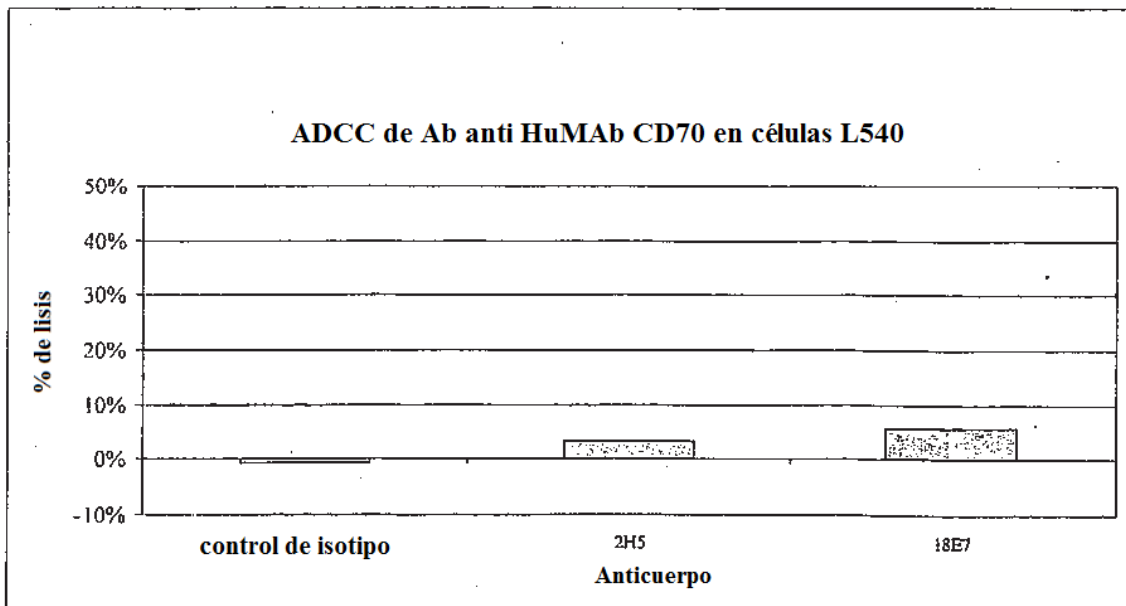 ADCC de Ab anti HuMAb CD70 en células L540
50%
40%
30%
20%
10%
0%
-10%
% de lisis
control de isotipo
2H5
18E7
Anticuerpo